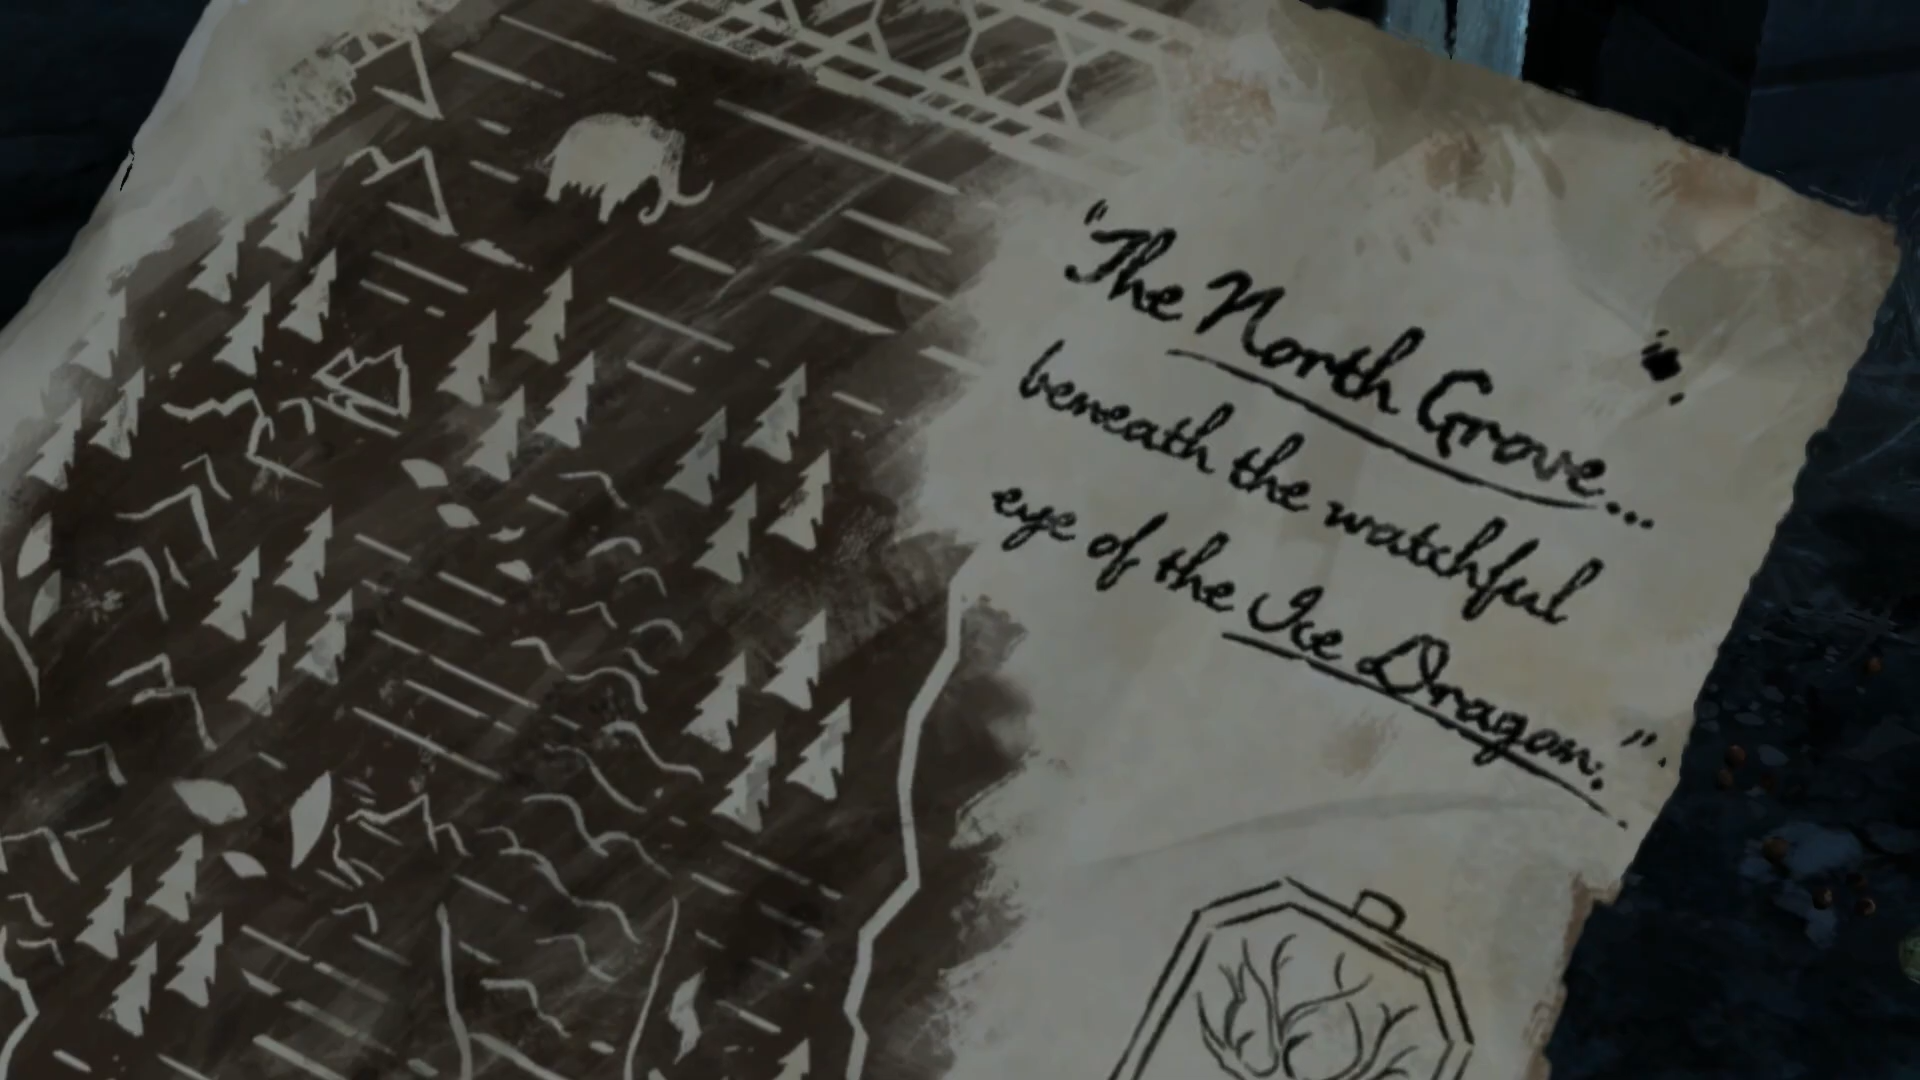 "The North Grove...
beneath the watchful
eye of the Ice Dragon."